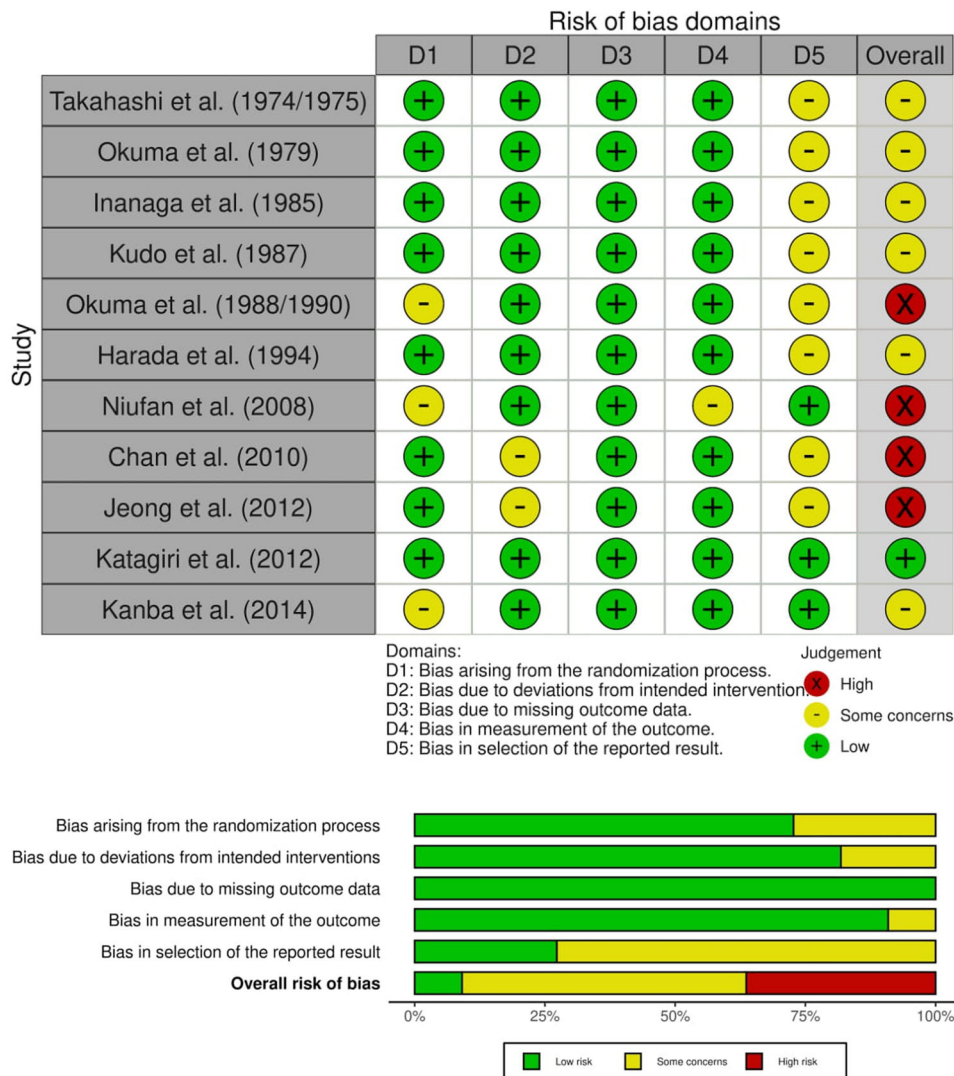 Risk of bias domains
D1 D2 D3 D4 D5 Overall
Study
Takahashi et al. (1974/1975) + + + + - -
Okuma et al. (1979) + + + + - -
Inanaga et al. (1985) + + + + - -
Kudo et al. (1987) + + + + - -
Okuma et al. (1988/1990) - + + + - X
Harada et al. (1994) + + + + - -
Niufan et al. (2008) - + + - + X
Chan et al. (2010) + - + + - X
Jeong et al. (2012) + - + + - X
Katagiri et al. (2012) + + + + + +
Kanba et al. (2014) - + + + + -
Domains:
D1: Bias arising from the randomization process.
D2: Bias due to deviations from intended intervention.
D3: Bias due to missing outcome data.
D4: Bias in measurement of the outcome.
D5: Bias in selection of the reported result.
Judgement
X High
- Some concerns
+ Low
Bias arising from the randomization process
Bias due to deviations from intended interventions
Bias due to missing outcome data
Bias in measurement of the outcome
Bias in selection of the reported result
Overall risk of bias
0% 25% 50% 75% 100%
Low risk Some concerns High risk